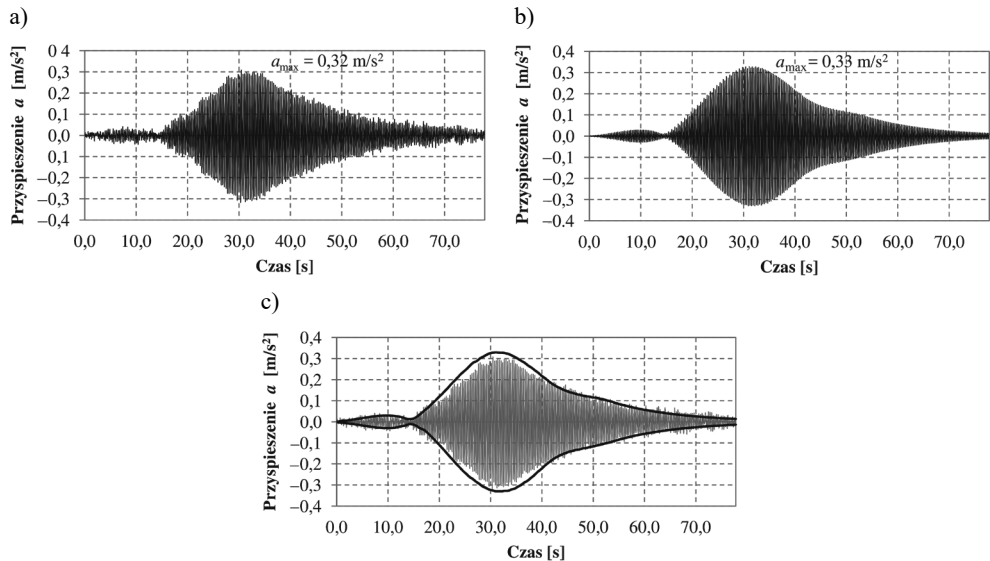 a)
Przyspieszenie a [m/s²]
0 4
0,3
0,2
0,1
0,0
0,1
–0,2
–0,3
–0,4
a_max = 0,32 m/s²
0,0 10,0 20,0 30,0 40,0 50,0 60,0 70,0
Czas [s]
b)
Przyspieszenie a [m/s²]
0,4
0,3
0,2
0,1
0,0
–0,1
–0,2
–0,3
–0,4
a_max = 0,33 m/s²
0,0 10,0 20,0 30,0 40,0 50,0 60,0 70,0
Czas [s]
c)
Przyspieszenie a [m/s²]
0,4
0,3
0,2
0,1
0,0
–0,1
–0,2
–0,3
–0,4
0,0 10,0 20,0 30,0 40,0 50,0 60,0 70,0
Czas [s]